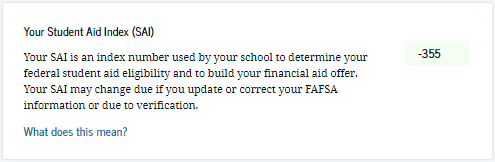 Your Student Aid Index (SAI)
Your SAI is an index number used by your school to determine your
-355
federal student aid eligibility and to build your financial aid offer.
Your SAI may change due if you update or correct your FAFSA
information or due to verification.
What does this mean?